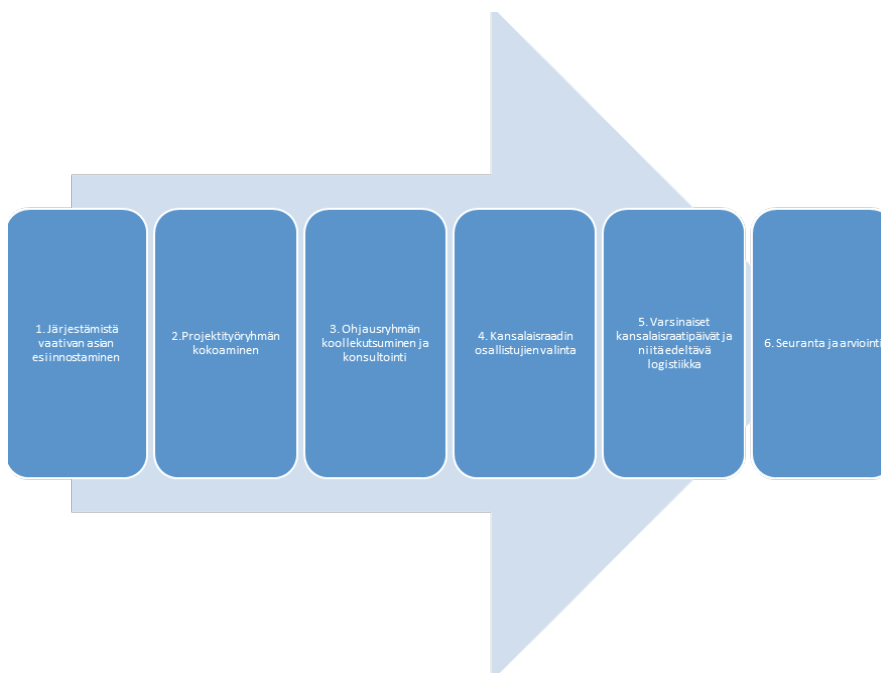 1. Järjestämistä
vaativan asian
esiinnostaminen
2.Projektityöryhmän
kokoaminen
3. Ohjausryhmän
koollekutsuminen ja
konsultointi
4. Kansalaisraadin
osallistujien valinta
5. Varsinaiset
kansalaisraatipäivät ja
niitä edeltävä
logistiikka
6. Seuranta ja arviointi